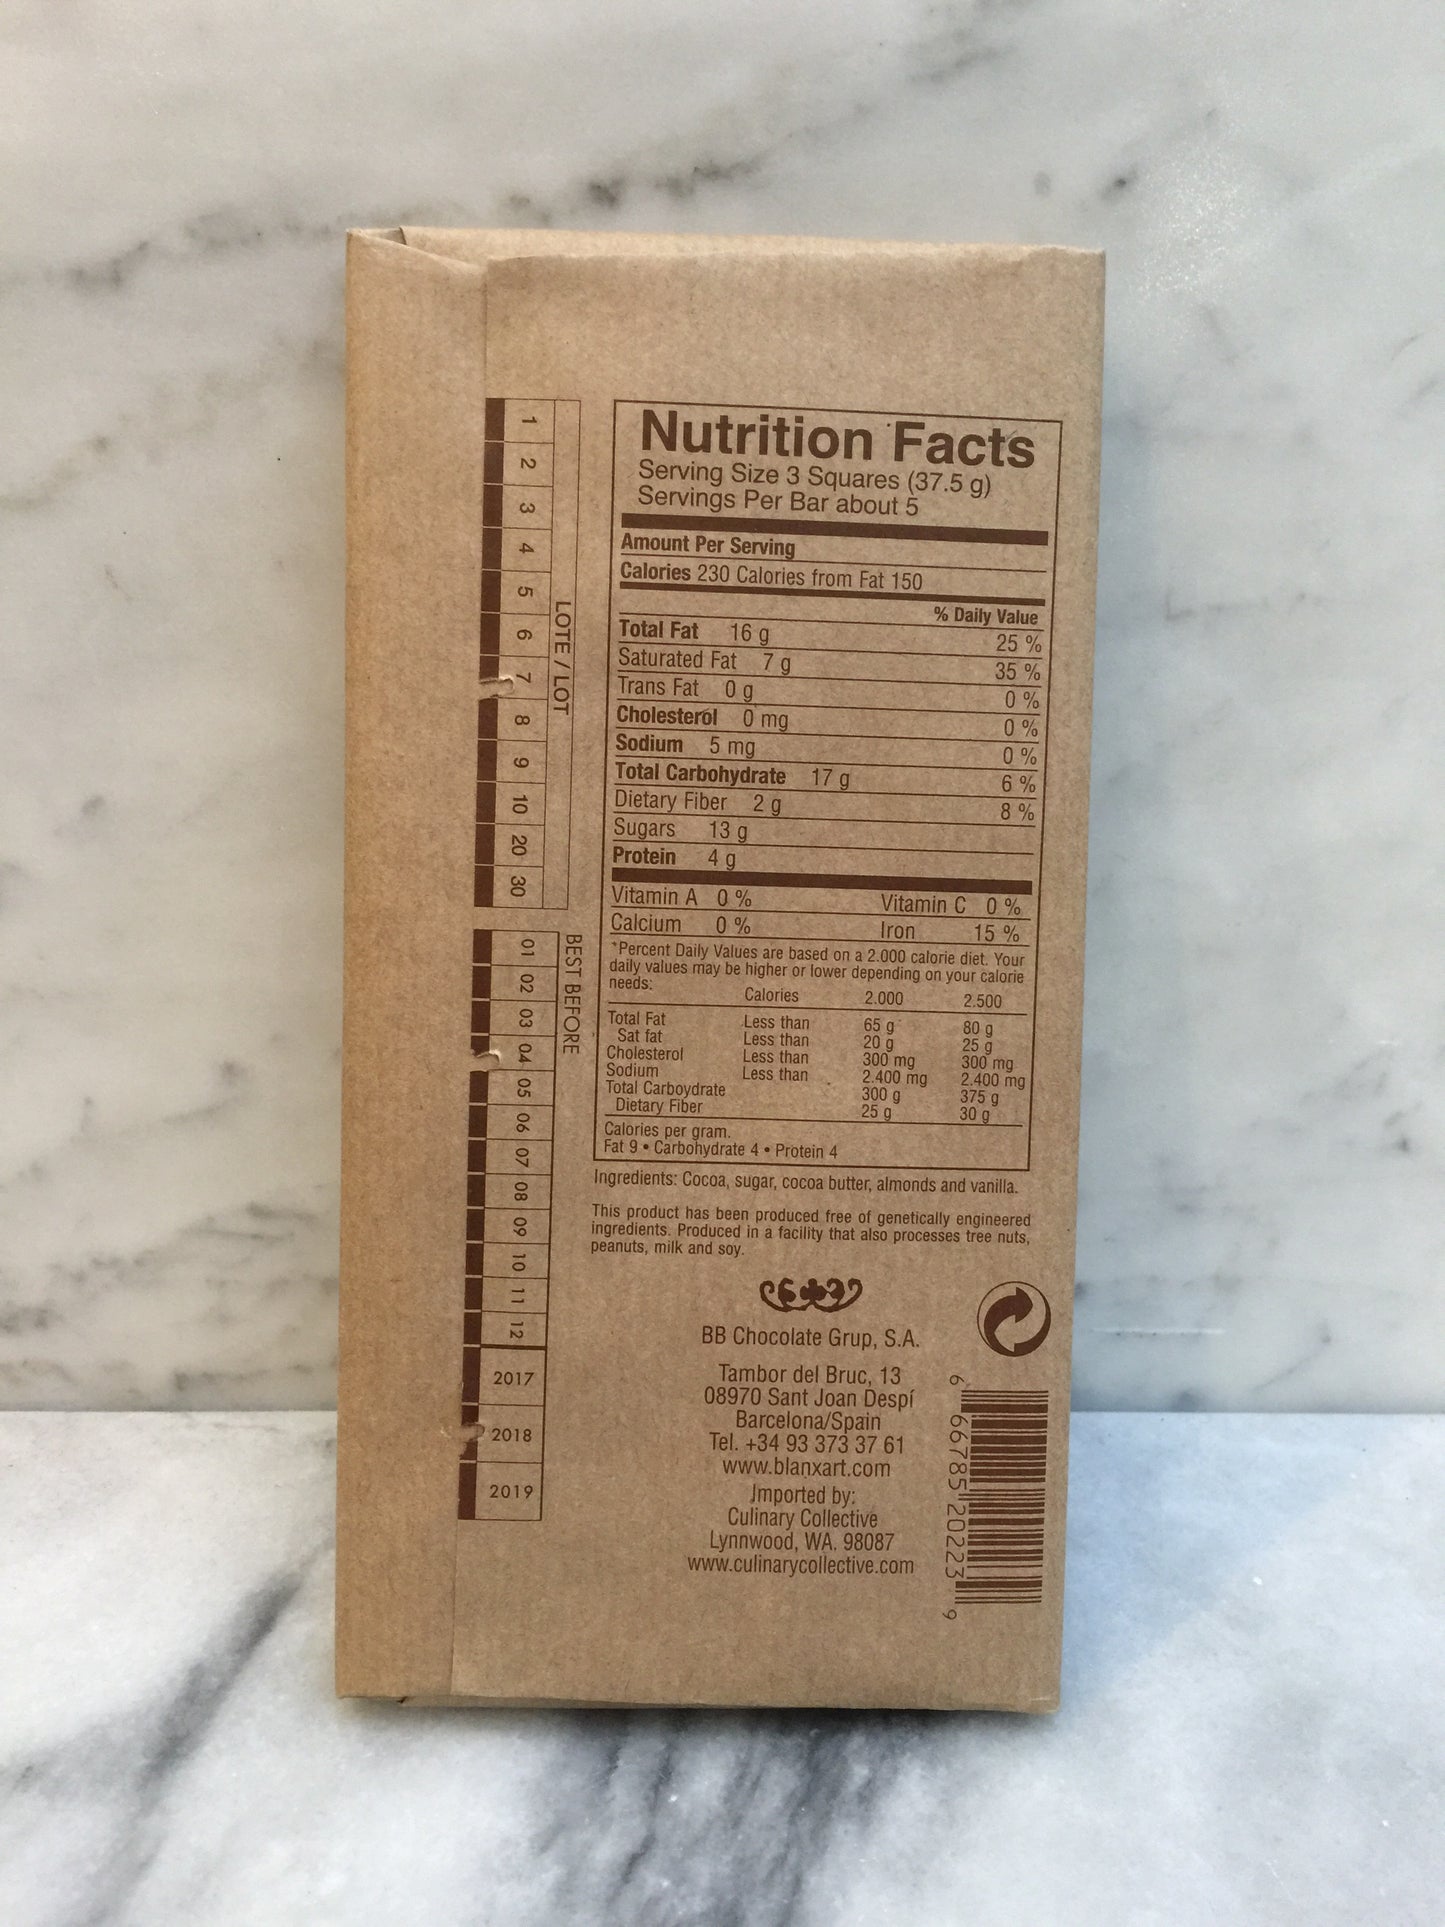 Nutrition Facts
Serving Size 3 Squares (37.5 g)
Servings Per Bar about 5
Amount Per Serving
Calories 230 Calories from Fat 150
% Daily Value
Total Fat 16 g 25 %
Saturated Fat 7 g 35 %
Trans Fat 0 g 0 %
Cholesterol 0 mg 0 %
Sodium 5 mg 0 %
Total Carbohydrate 17 g 6 %
Dietary Fiber 2 g 8 %
Sugars 13 g
Protein 4 g
Vitamin A 0 % Vitamin C 0 %
Calcium 0 % Iron 15 %
*Percent Daily Values are based on a 2.000 calorie diet. Your
daily values may be higher or lower depending on your calorie
needs:
Calories 2.000 2.500
Total Fat Less than 65 g 80 g
Sat fat Less than 20 g 25 g
Cholesterol Less than 300 mg 300 mg
Sodium Less than 2.400 mg 2.400 mg
Total Carboydrate 300 g 375 g
Dietary Fiber 25 g 30 g
Calories per gram.
Fat 9 • Carbohydrate 4 • Protein 4
Ingredients: Cocoa, sugar, cocoa butter, almonds and vanilla.
This product has been produced free of genetically engineered
ingredients. Produced in a facility that also processes tree nuts,
peanuts, milk and soy.
BB Chocolate Grup, S.A.
Tambor del Bruc, 13
08970 Sant Joan Despí
Barcelona/Spain
Tel. +34 93 373 37 61
www.blanxart.com
Imported by:
Culinary Collective
Lynnwood, WA. 98087
www.culinarycollective.com
6 66785 20223 9
LOTE / LOT
1 2 3 4 5 6 7 8 9 10 20 30
BEST BEFORE
01 02 03 04 05 06 07 08 09 10 11 12
2017
2018
2019